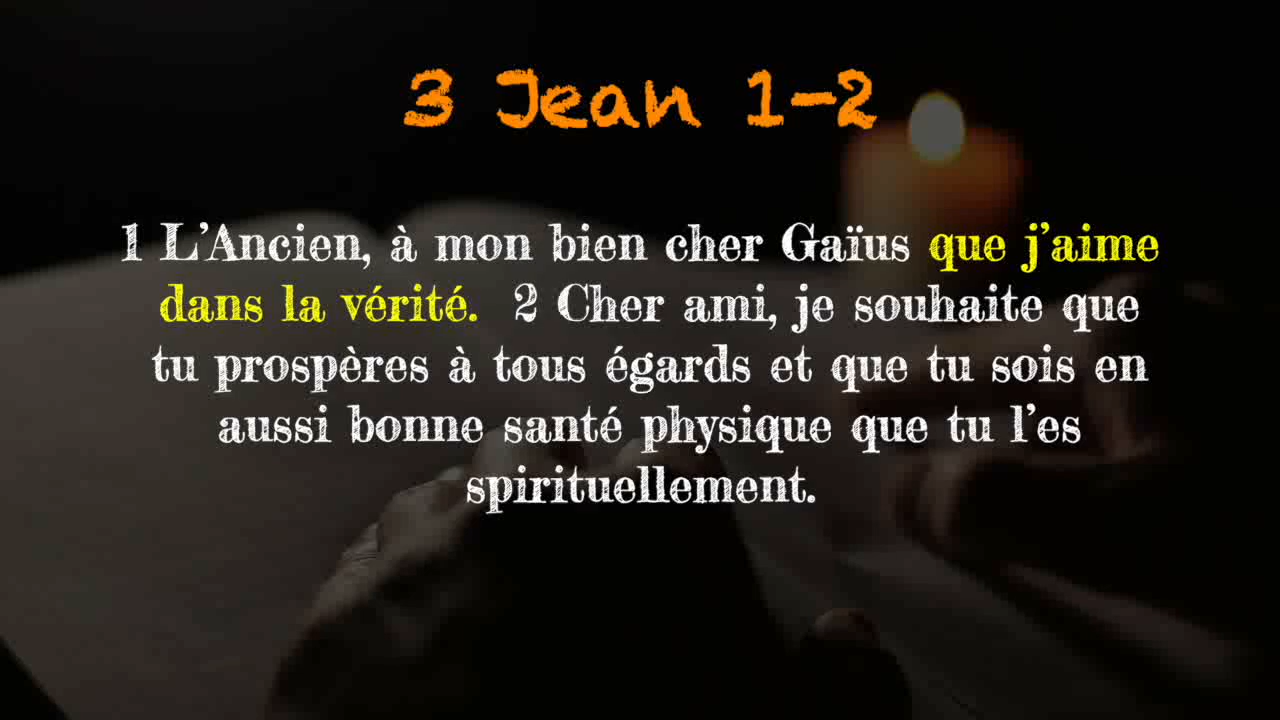 3 Jean 1-2
1 L'Ancien, à mon bien cher Gaïus que j'aime
dans la vérité.  2 Cher ami, je souhaite que
tu prospères à tous égards et que tu sois en
aussi bonne santé physique que tu l'es
spirituellement.